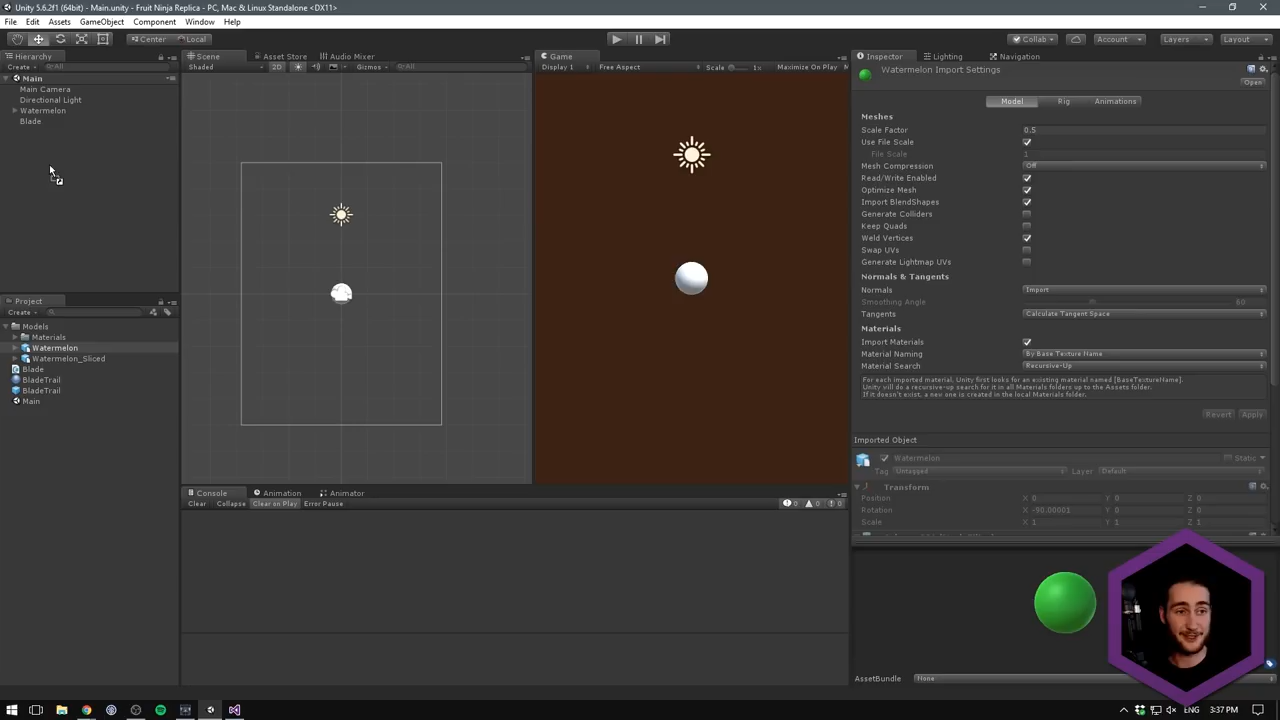 Unity 5.6.2f1 (64bit) - Main.unity - Fruit Ninja Replica - PC, Mac & Linux Standalone <DX11>
File Edit Assets GameObject Component Window Help
Center Local Collab Account Layers Layout
Hierarchy
Create All
Main
Main Camera
Directional Light
Watermelon
Blade
Project
Create
Models
Materials
Watermelon
Watermelon_Sliced
Blade
BladeTrail
BladeTrail
Main
Scene Asset Store Audio Mixer
Shaded 2D Gizmos All
Game
Display 1 Free Aspect Scale 1x Maximize On Play M
Console Animation Animator
Clear Collapse Clear on Play Error Pause 0 0 0
Inspector Lighting Navigation
Watermelon Import Settings
Open
Model Rig Animations
Meshes
Scale Factor 0.5
Use File Scale
File Scale 1
Mesh Compression Off
Read/Write Enabled
Optimize Mesh
Import BlendShapes
Generate Colliders
Keep Quads
Weld Vertices
Swap UVs
Generate Lightmap UVs
Normals & Tangents
Normals Import
Smoothing Angle 60
Tangents Calculate Tangent Space
Materials
Import Materials
Material Naming By Base Texture Name
Material Search Recursive-Up
For each imported material, Unity first looks for an existing material named [BaseTextureName].
Unity will do a recursive-up search for it in all Materials folders up to the Assets folder.
If it doesn't exist, a new one is created in the local Materials folder.
Revert Apply
Imported Object
Watermelon Static
Tag Untagged Layer Default
Transform
Position X 0 Y 0 Z 0
Rotation X -90.00001 Y 0 Z 0
Scale X 1 Y 1 Z 1
AssetBundle None
ENG 3:37 PM